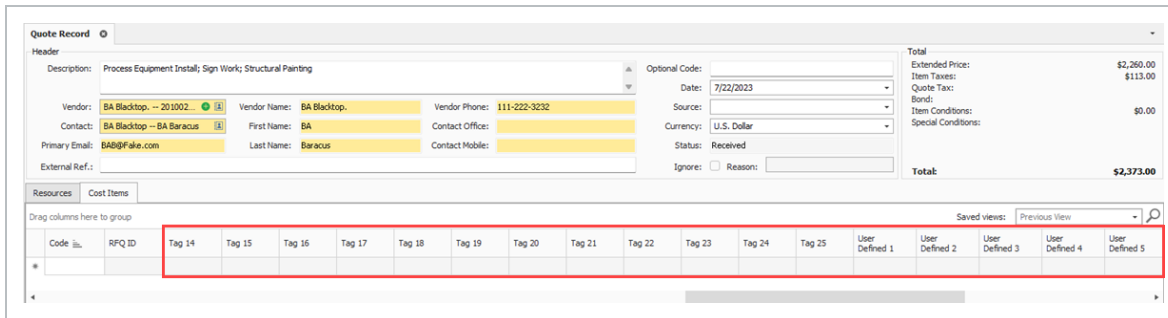 Quote Record
Header
Description: Process Equipment Install; Sign Work; Structural Painting
Optional Code:
Date: 7/22/2023
Vendor: BA Blacktop. -- 201002... Vendor Name: BA Blacktop. Vendor Phone: 111-222-3232
Source:
Contact: BA Blacktop -- BA Baracus First Name: BA Contact Office:
Currency: U.S. Dollar
Primary Email: BAB@Fake.com Last Name: Baracus Contact Mobile:
Status: Received
External Ref.:
Ignore: Reason:
Total
Extended Price: $2,260.00
Item Taxes: $113.00
Quote Tax:
Bond:
Item Conditions: $0.00
Special Conditions:
Total: $2,373.00
Resources Cost Items
Drag columns here to group
Saved views: Previous View
Code RFQ ID Tag 14 Tag 15 Tag 16 Tag 17 Tag 18 Tag 19 Tag 20 Tag 21 Tag 22 Tag 23 Tag 24 Tag 25 User Defined 1 User Defined 2 User Defined 3 User Defined 4 User Defined 5